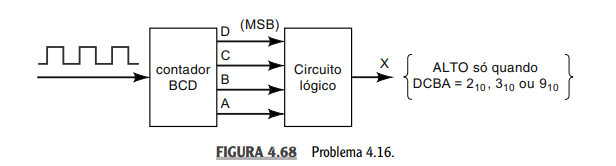 D (MSB)
C
B
A
contador
BCD
Circuito
lógico
X
ALTO só quando
DCBA = 2₁₀, 3₁₀ ou 9₁₀
FIGURA 4.68 Problema 4.16.